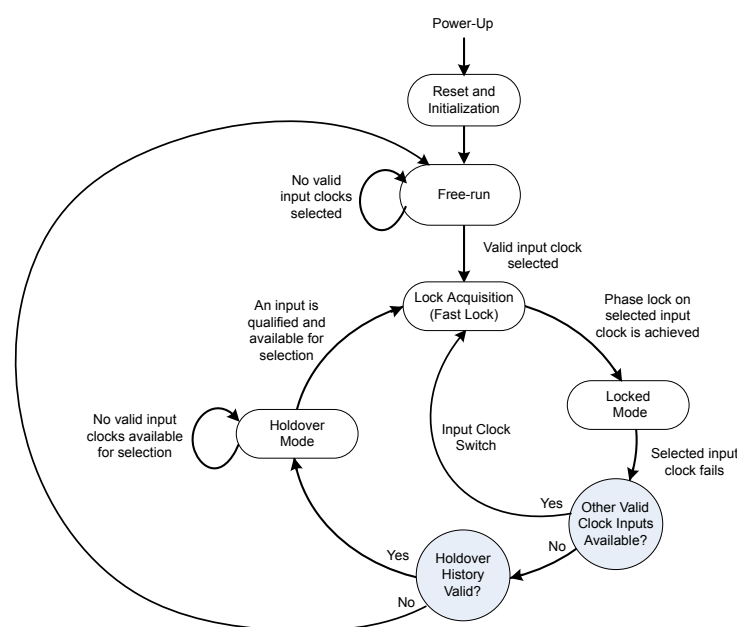 Power-Up
Reset and
Initialization
No valid
input clocks
selected
Free-run
Valid input clock
selected
An input is
qualified and
available for
selection
Lock Acquisition
(Fast Lock)
Phase lock on
selected input
clock is achieved
No valid input
clocks available
for selection
Holdover
Mode
Input Clock
Switch
Locked
Mode
Selected input
clock fails
Yes
Other Valid
Clock Inputs
Available?
No
Yes
Holdover
History
Valid?
No